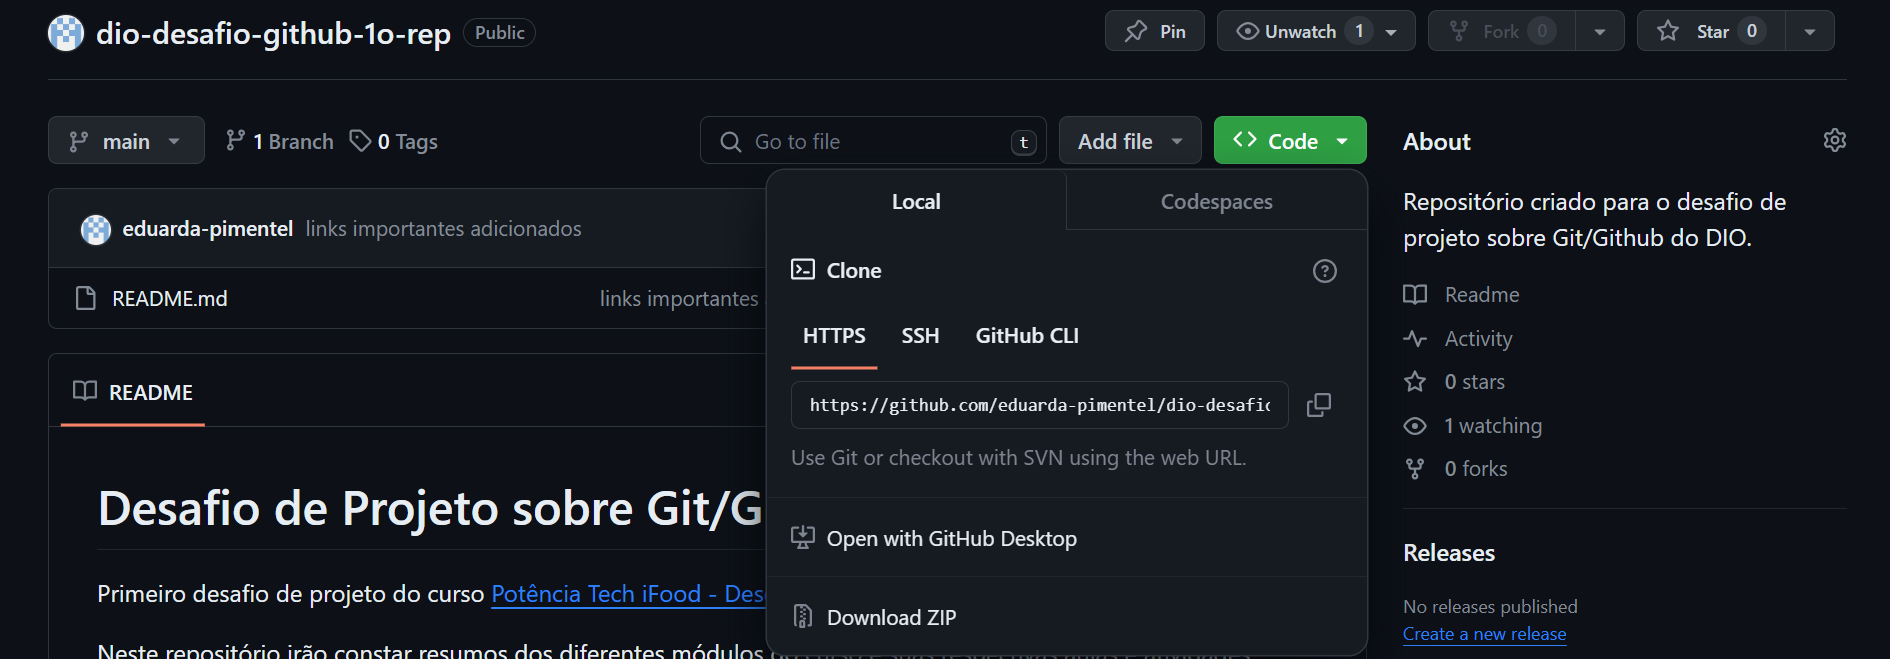 dio-desafio-github-1o-rep Public Pin Unwatch 1 Fork 0 Star 0
main 1 Branch 0 Tags Go to file t Add file Code
eduarda-pimentel links importantes adicionados
README.md links importantes
README
Desafio de Projeto sobre Git/G
Primeiro desafio de projeto do curso Potência Tech iFood - Des
Neste repositório irão constar resumos dos diferentes módulos
Local Codespaces
Clone
HTTPS SSH GitHub CLI
https://github.com/eduarda-pimentel/dio-desafio
Use Git or checkout with SVN using the web URL.
Open with GitHub Desktop
Download ZIP
About
Repositório criado para o desafio de
projeto sobre Git/Github do DIO.
Readme
Activity
0 stars
1 watching
0 forks
Releases
No releases published
Create a new release